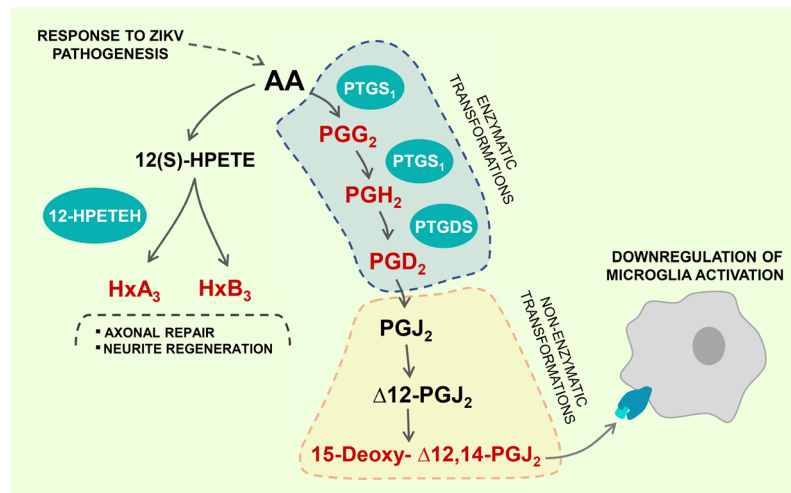 RESPONSE TO ZIKV
PATHOGENESIS
AA
PTGS₁
PGG₂
PTGS₁
PGH₂
PTGDS
PGD₂
ENZYMATIC
TRANSFORMATIONS
12(S)-HPETE
12-HPETEH
HxA₃
HxB₃
▪ AXONAL REPAIR
▪ NEURITE REGENERATION
PGJ₂
Δ12-PGJ₂
15-Deoxy- Δ12,14-PGJ₂
NON-ENZYMATIC
TRANSFORMATIONS
DOWNREGULATION OF
MICROGLIA ACTIVATION